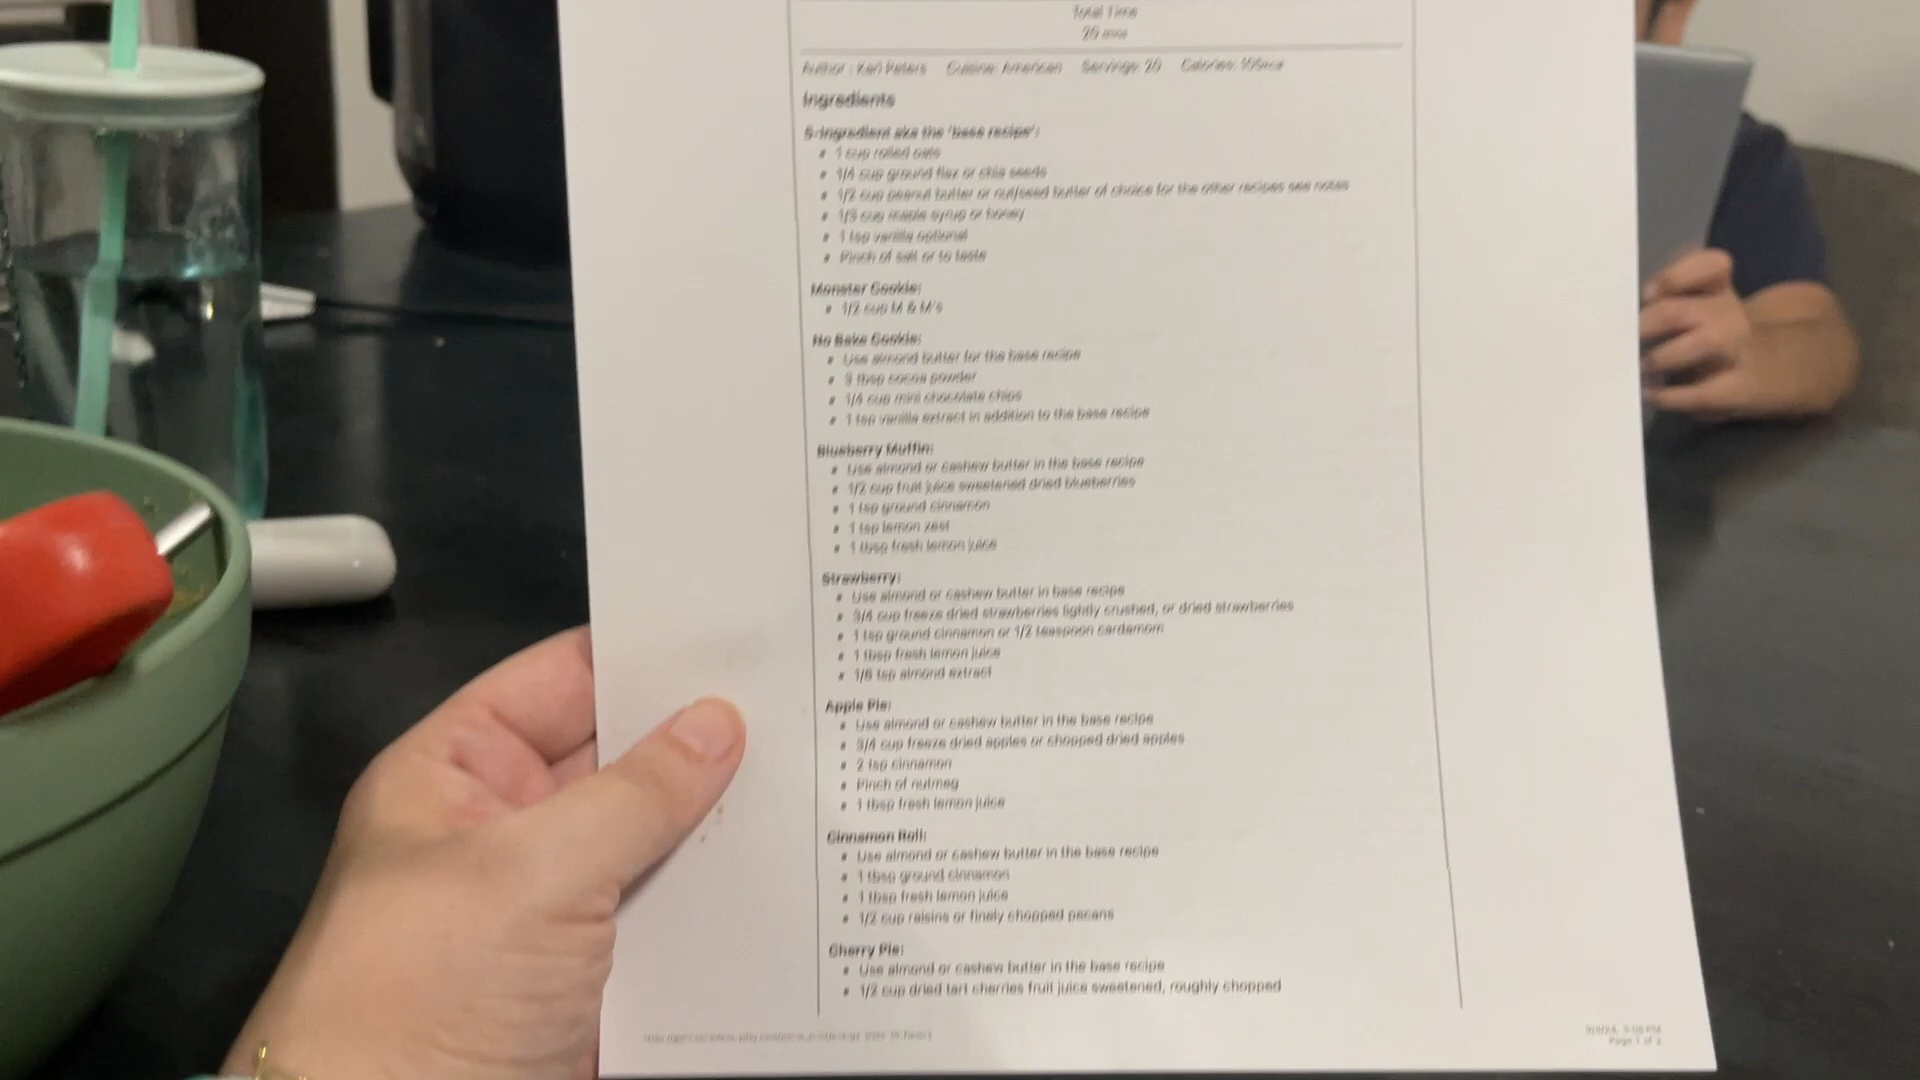 Total Time
25 mins
Author: Keri Peters Cuisine: American Servings: 20 Calories:
Ingredients
5-Ingredient aka the 'base recipe':
1 cup rolled oats
1/4 cup ground flax or chia seeds
1/2 cup peanut butter or nut/seed butter of choice for the other recipes see notes
1/3 cup maple syrup or honey
1 tsp vanilla optional
Pinch of salt or to taste
Monster Cookie:
1/2 cup M & M's
No Bake Cookie:
Use almond butter for the base recipe
3 tbsp cocoa powder
1/4 cup mini chocolate chips
1 tsp vanilla extract in addition to the base recipe
Blueberry Muffin:
Use almond or cashew butter in the base recipe
1/2 cup fruit juice sweetened dried blueberries
1 tsp ground cinnamon
1 tsp lemon zest
1 tbsp fresh lemon juice
Strawberry:
Use almond or cashew butter in base recipe
3/4 cup freeze dried strawberries lightly crushed, or dried strawberries
1 tsp ground cinnamon or 1/2 teaspoon cardamom
1 tbsp fresh lemon juice
1/8 tsp almond extract
Apple Pie:
Use almond or cashew butter in the base recipe
3/4 cup freeze dried apples or chopped dried apples
2 tsp cinnamon
Pinch of nutmeg
1 tbsp fresh lemon juice
Cinnamon Roll:
Use almond or cashew butter in the base recipe
1 tbsp ground cinnamon
1 tbsp fresh lemon juice
1/2 cup raisins or finely chopped pecans
Cherry Pie:
Use almond or cashew butter in the base recipe
1/2 cup dried tart cherries fruit juice sweetened, roughly chopped
Page 1 of